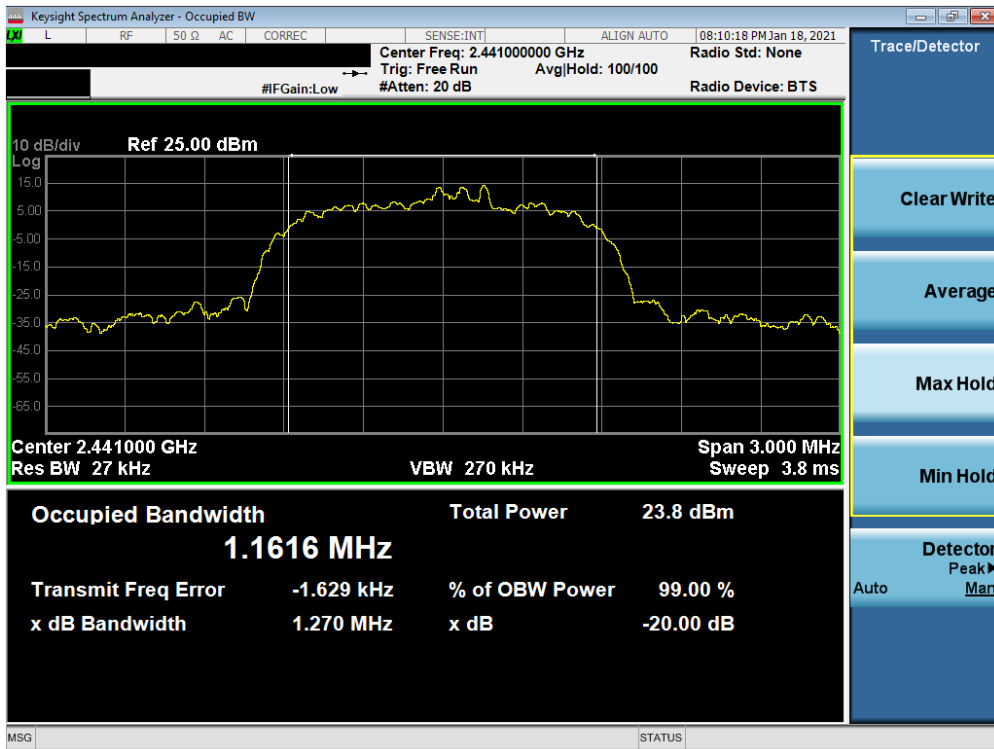 Keysight Spectrum Analyzer - Occupied BW
LXI L RF 50 Ω AC CORREC SENSE:INT ALIGN AUTO 08:10:18 PM Jan 18, 2021
Center Freq: 2.441000000 GHz Radio Std: None
Trig: Free Run Avg|Hold: 100/100
#IFGain:Low #Atten: 20 dB Radio Device: BTS
Trace/Detector
10 dB/div Ref 25.00 dBm
Log
15.0
5.00
-5.00
-15.0
-25.0
-35.0
-45.0
-55.0
-65.0
Center 2.441000 GHz Span 3.000 MHz
Res BW 27 kHz VBW 270 kHz Sweep 3.8 ms
Occupied Bandwidth Total Power 23.8 dBm
1.1616 MHz
Transmit Freq Error -1.629 kHz % of OBW Power 99.00 %
x dB Bandwidth 1.270 MHz x dB -20.00 dB
Clear Write
Average
Max Hold
Min Hold
Detector
Peak▶
Auto Man
MSG STATUS